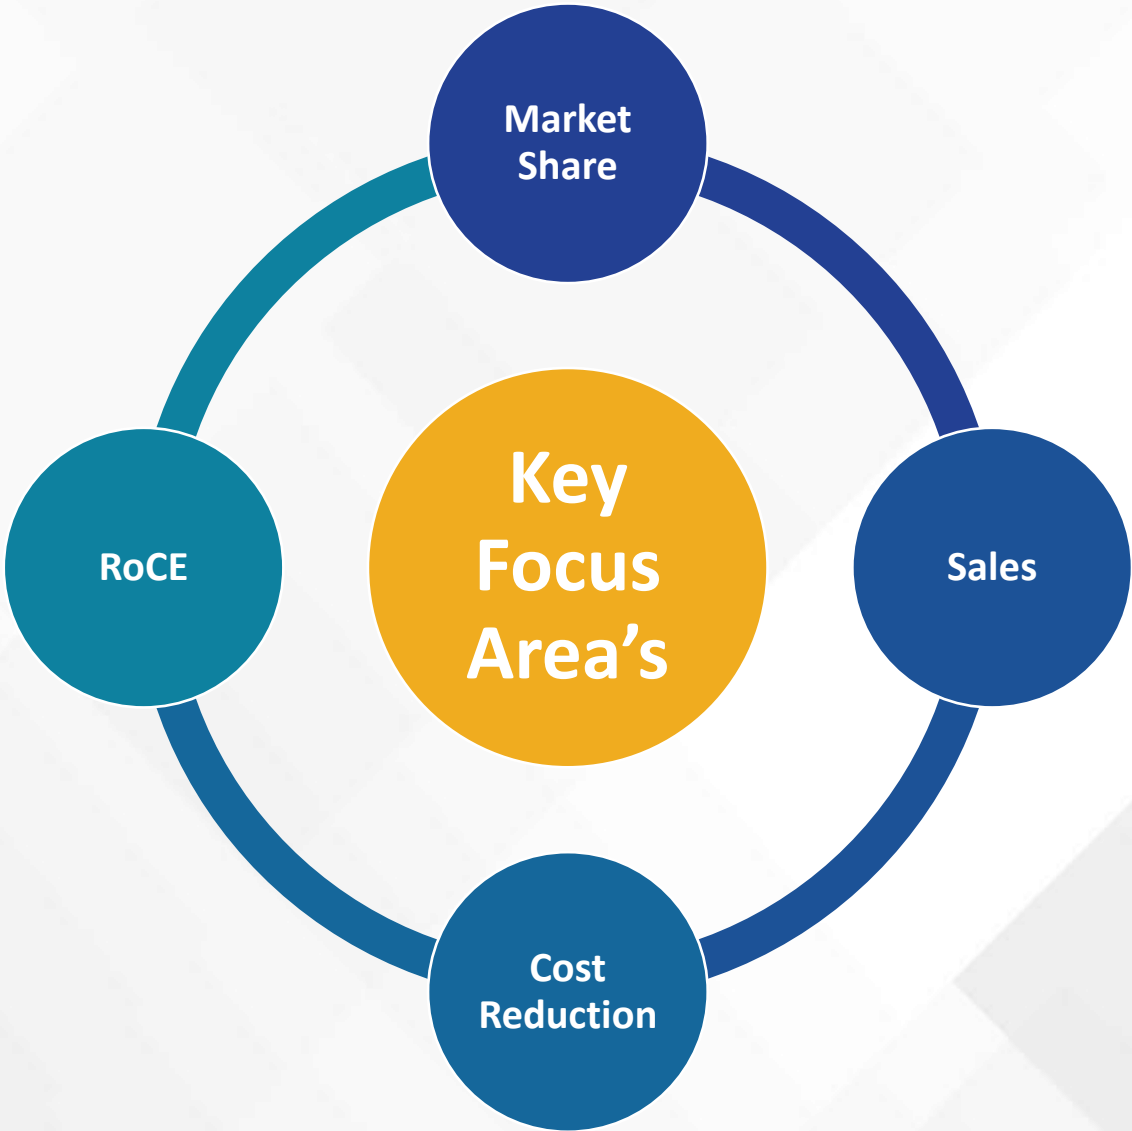 Market
Share
Key
Focus
Area’s
RoCE
Sales
Cost
Reduction